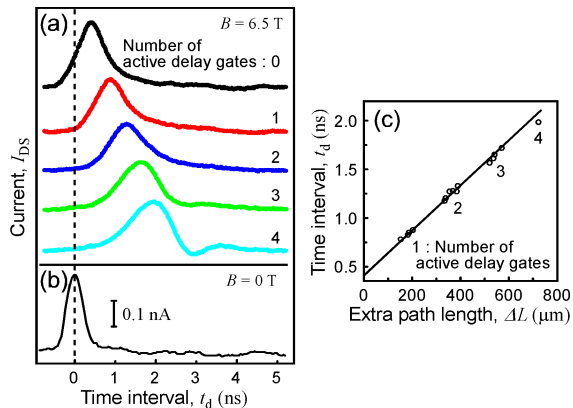 (a)
B = 6.5 T
Number of
active delay gates : 0
1
2
3
4
Current, I_DS
(b)
B = 0 T
0.1 nA
0 1 2 3 4 5
Time interval, t_d (ns)
(c)
2.0
1.5
1.0
0.5
Time interval, t_d (ns)
4
3
2
1 : Number of
active delay gates
0 200 400 600 800
Extra path length, ΔL (μm)